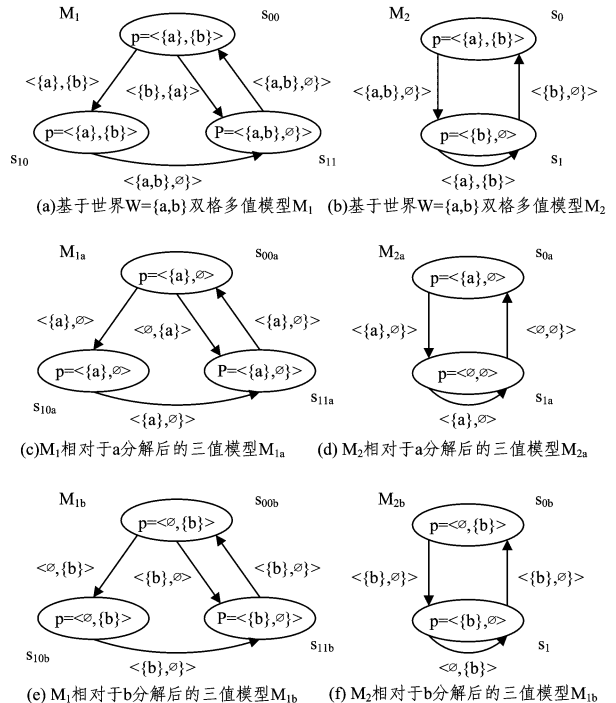 M1 s00 M2 s0
p=<{a},{b}> p=<{a},{b}>
<{a},{b}> <{b},{a}> <{a,b},∅}> <{a,b},∅}> <{b},∅}>
p=<{a},{b}> P=<{a,b},∅}> p=<{b},∅>
s10 s11 s1
<{a,b},∅}> <{a},{b}>
(a)基于世界W={a,b}双格多值模型M1 (b)基于世界W={a,b}双格多值模型M2
M1a s00a M2a s0a
p=<{a},∅> p=<{a},∅>
<{a},∅> <∅,{a}> <{a},∅}> <{a},∅}> <∅,∅}>
p=<{a},∅> P=<{a},∅}> p=<∅,∅>
s10a s11a s1a
<{a},∅}> <{a},∅>
(c)M1相对于a分解后的三值模型M1a (d) M2相对于a分解后的三值模型M2a
M1b s00b M2b s0b
p=<∅,{b}> p=<∅,{b}>
<∅,{b}> <{b},∅> <{b},∅}> <{b},∅}> <{b},∅}>
p=<∅,{b}> P=<{b},∅}> p=<{b},∅>
s10b s11b s1
<{b},∅}> <∅,{b}>
(e) M1相对于b分解后的三值模型M1b (f) M2相对于b分解后的三值模型M1b